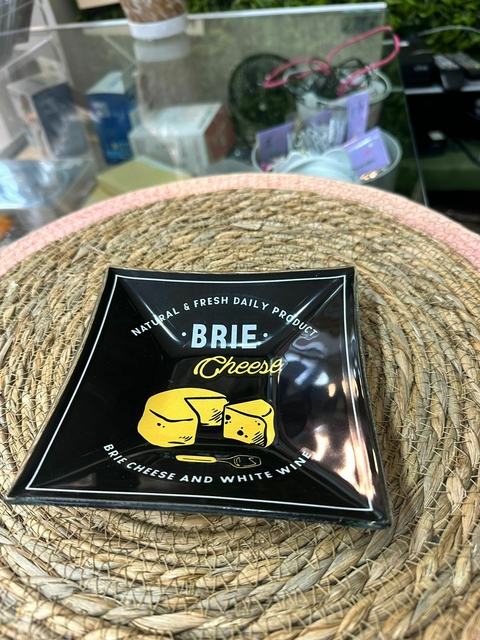 NATURAL & FRESH DAILY PRODUCT
·BRIE·
Cheese
BRIE CHEESE AND WHITE WINE